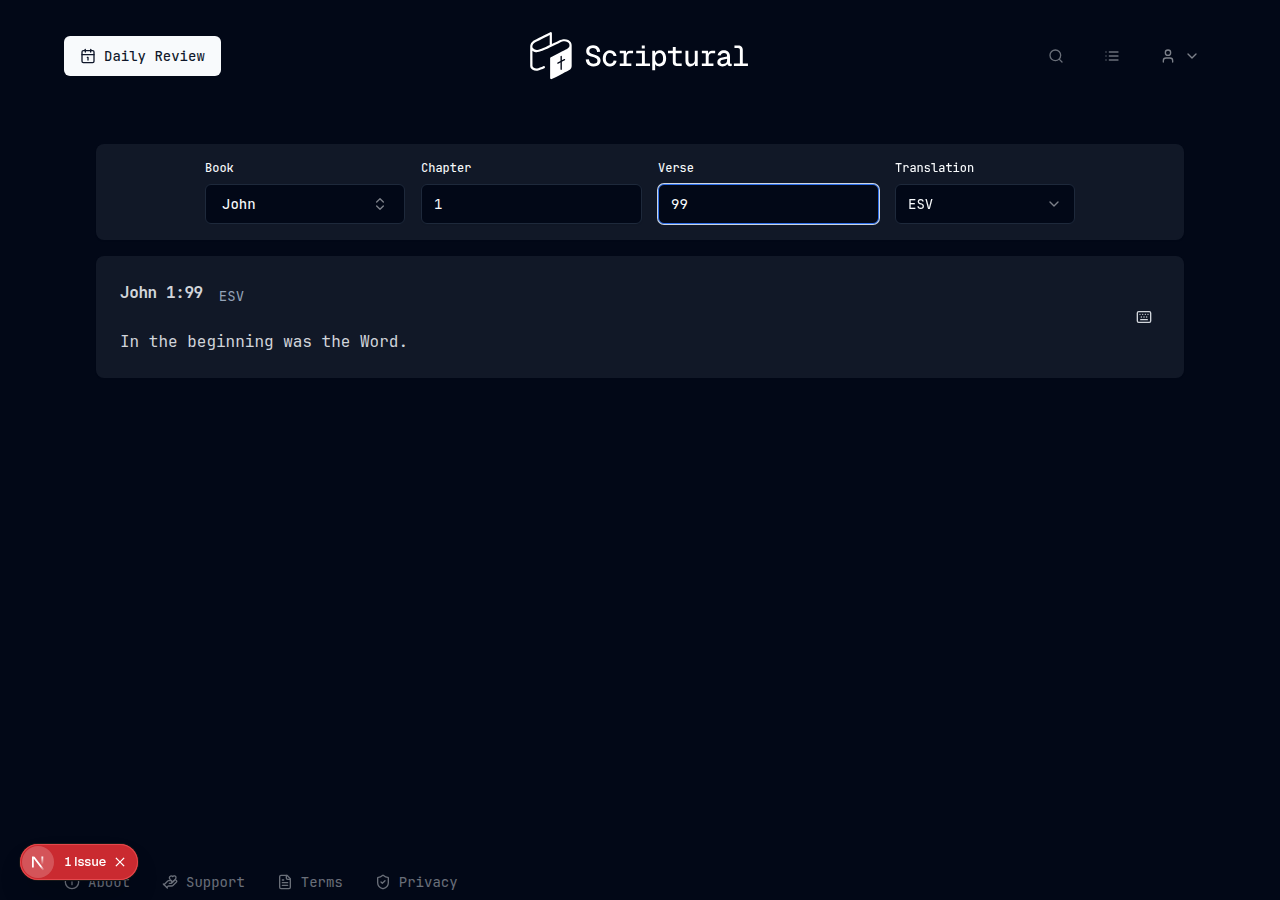 Daily Review
Scriptural
Book
Chapter
Verse
Translation
John
1
99
ESV
John 1:99 ESV
In the beginning was the Word.
1 Issue
About
Support
Terms
Privacy